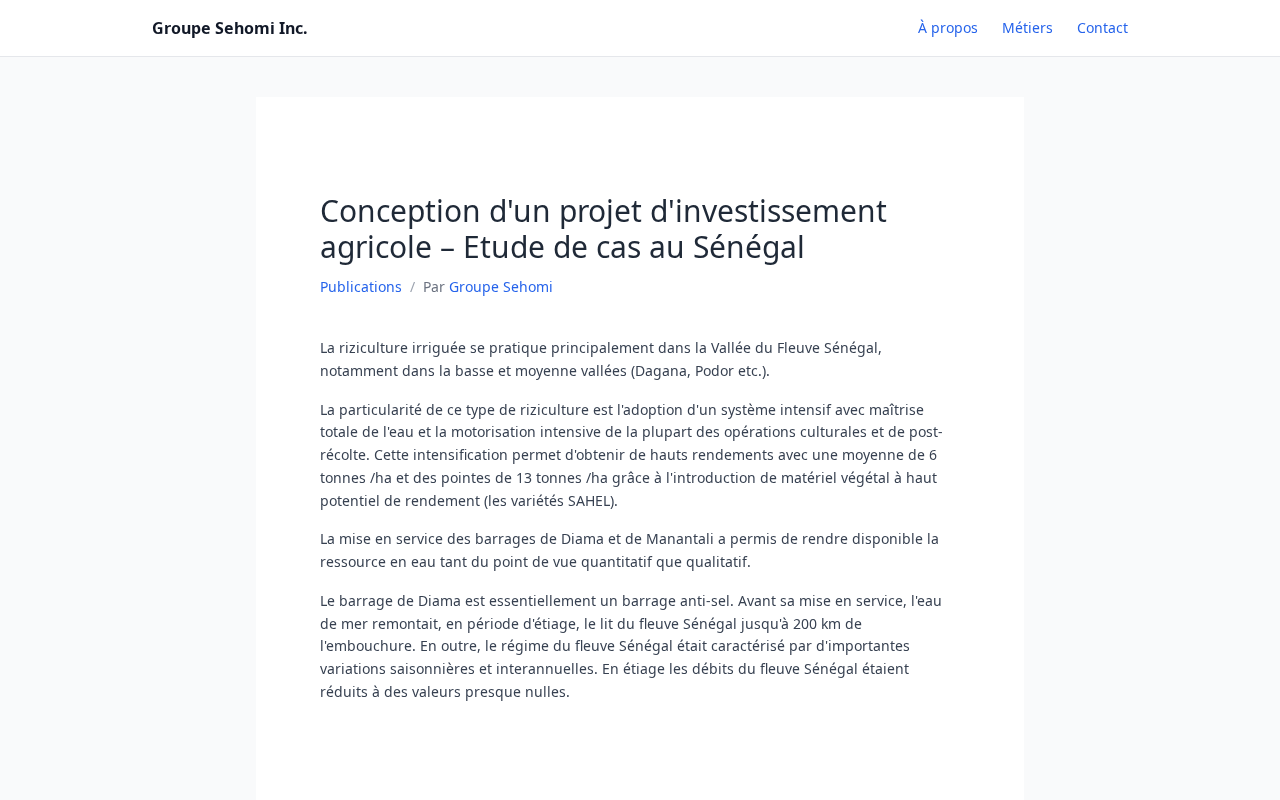 Groupe Sehomi Inc.
À propos
Métiers
Contact
Conception d'un projet d'investissement
agricole – Etude de cas au Sénégal
Publications / Par Groupe Sehomi
La riziculture irriguée se pratique principalement dans la Vallée du Fleuve Sénégal,
notamment dans la basse et moyenne vallées (Dagana, Podor etc.).
La particularité de ce type de riziculture est l'adoption d'un système intensif avec maîtrise
totale de l'eau et la motorisation intensive de la plupart des opérations culturales et de post-
récolte. Cette intensification permet d'obtenir de hauts rendements avec une moyenne de 6
tonnes /ha et des pointes de 13 tonnes /ha grâce à l'introduction de matériel végétal à haut
potentiel de rendement (les variétés SAHEL).
La mise en service des barrages de Diama et de Manantali a permis de rendre disponible la
ressource en eau tant du point de vue quantitatif que qualitatif.
Le barrage de Diama est essentiellement un barrage anti-sel. Avant sa mise en service, l'eau
de mer remontait, en période d'étiage, le lit du fleuve Sénégal jusqu'à 200 km de
l'embouchure. En outre, le régime du fleuve Sénégal était caractérisé par d'importantes
variations saisonnières et interannuelles. En étiage les débits du fleuve Sénégal étaient
réduits à des valeurs presque nulles.